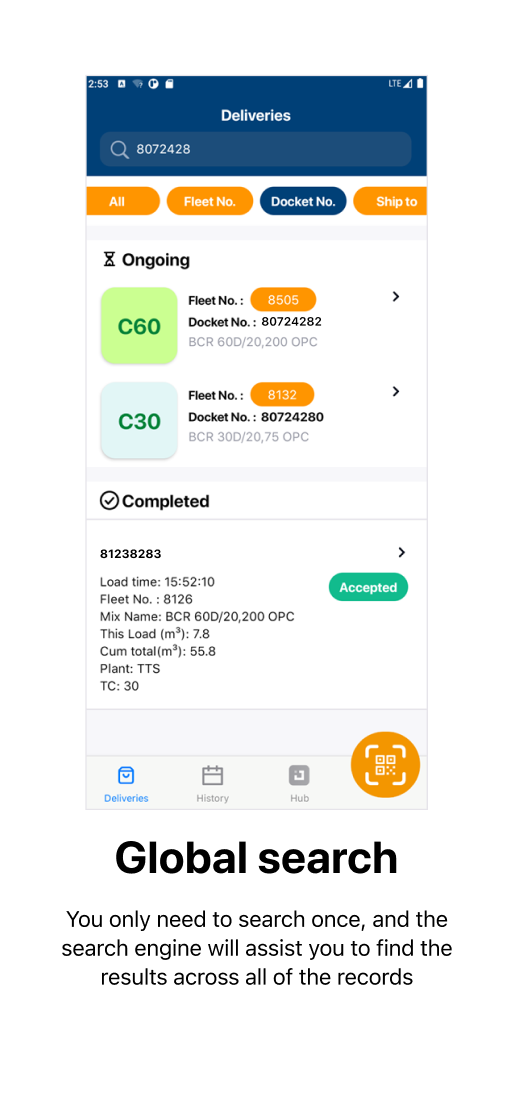 2:53
LTE
Deliveries
8072428
All Fleet No. Docket No. Ship to
Ongoing
C60
Fleet No. : 8505
Docket No. : 80724282
BCR 60D/20,200 OPC
C30
Fleet No. : 8132
Docket No. : 80724280
BCR 30D/20,75 OPC
Completed
81238283
Load time: 15:52:10
Accepted
Fleet No. : 8126
Mix Name: BCR 60D/20,200 OPC
This Load (m³): 7.8
Cum total(m³): 55.8
Plant: TTS
TC: 30
Deliveries History Hub
Global search
You only need to search once, and the
search engine will assist you to find the
results across all of the records